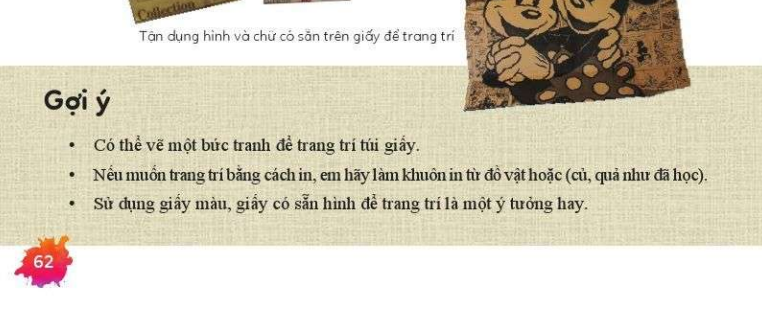 Collection
Tận dụng hình và chữ có sẵn trên giấy để trang trí
Gợi ý
• Có thể vẽ một bức tranh để trang trí túi giấy.
• Nếu muốn trang trí bằng cách in, em hãy làm khuôn in từ đồ vật hoặc (củ, quả như đã học).
• Sử dụng giấy màu, giấy có sẵn hình để trang trí là một ý tưởng hay.
62